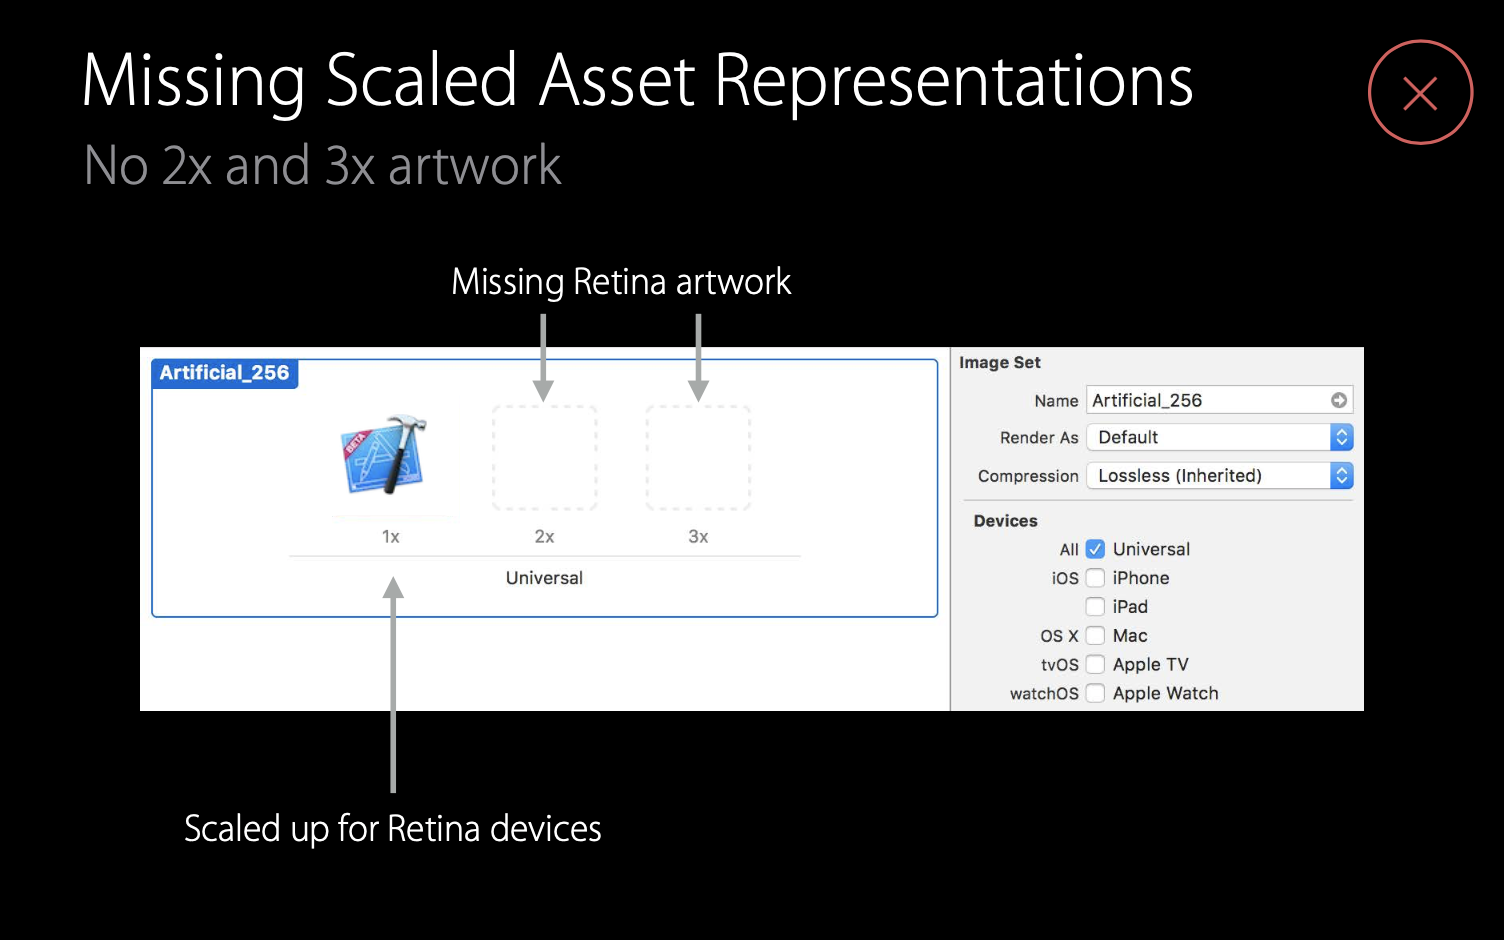 Missing Scaled Asset Representations
No 2x and 3x artwork
Missing Retina artwork
Artificial_256
BETA
1x 2x 3x
Universal
Image Set
Name Artificial_256
Render As Default
Compression Lossless (Inherited)
Devices
All Universal
iOS iPhone
iPad
OS X Mac
tvOS Apple TV
watchOS Apple Watch
Scaled up for Retina devices